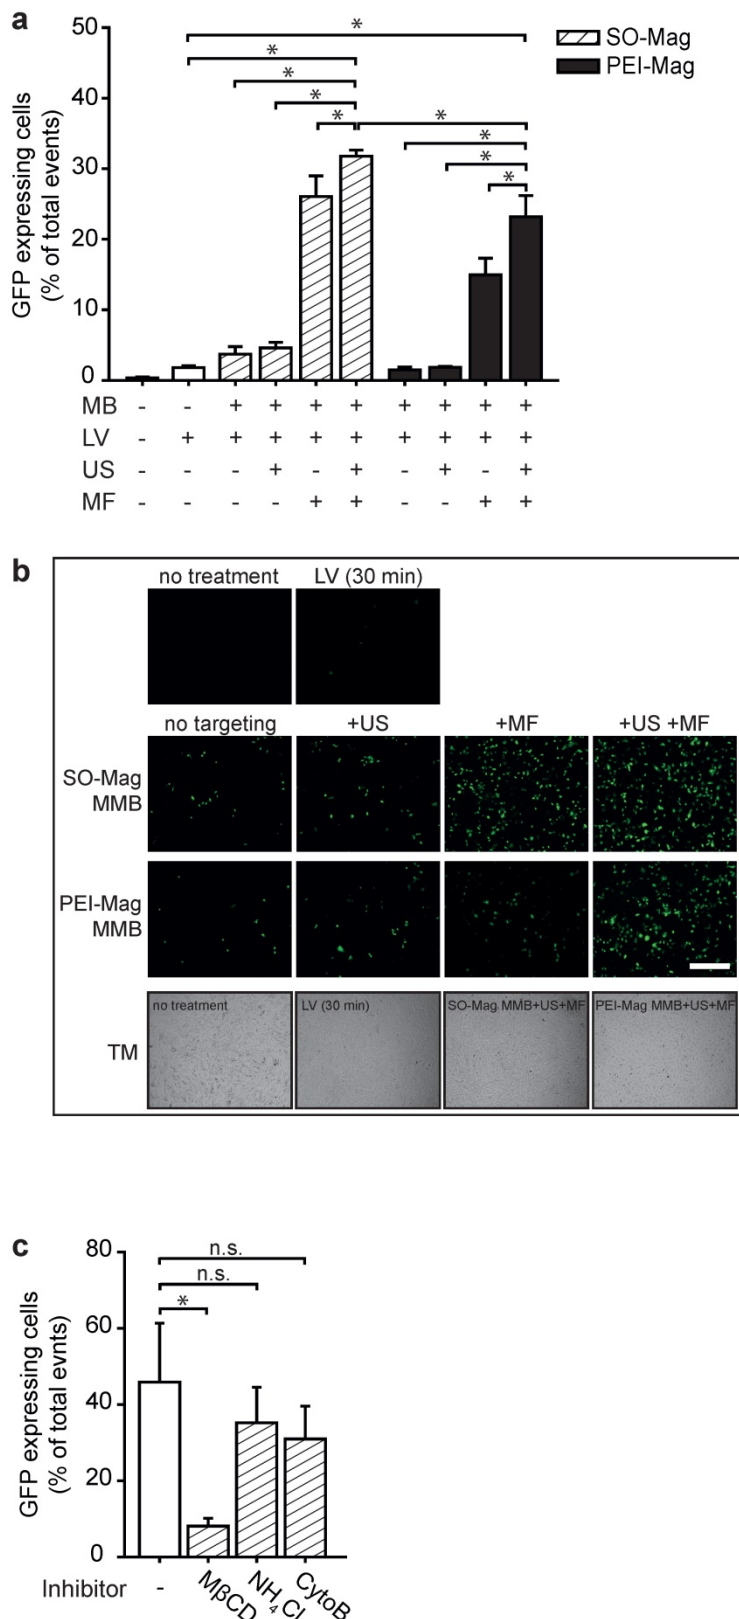 a
50
40
30
20
10
0
GFP expressing cells
(% of total events)
SO-Mag
PEI-Mag
*
*
*
*
*
*
*
*
*
MB - - + + + + + + + +
LV - + + + + + + + + +
US - - - + - + - + - +
MF - - - - + + - - + +
b
no treatment LV (30 min)
no targeting +US +MF +US +MF
SO-Mag
MMB
PEI-Mag
MMB
TM
no treatment LV (30 min) SO-Mag MMB+US+MF PEI-Mag MMB+US+MF
c
80
60
40
20
0
GFP expressing cells
(% of total evnts)
n.s.
n.s.
*
Inhibitor - MβCD NH₄Cl CytoB